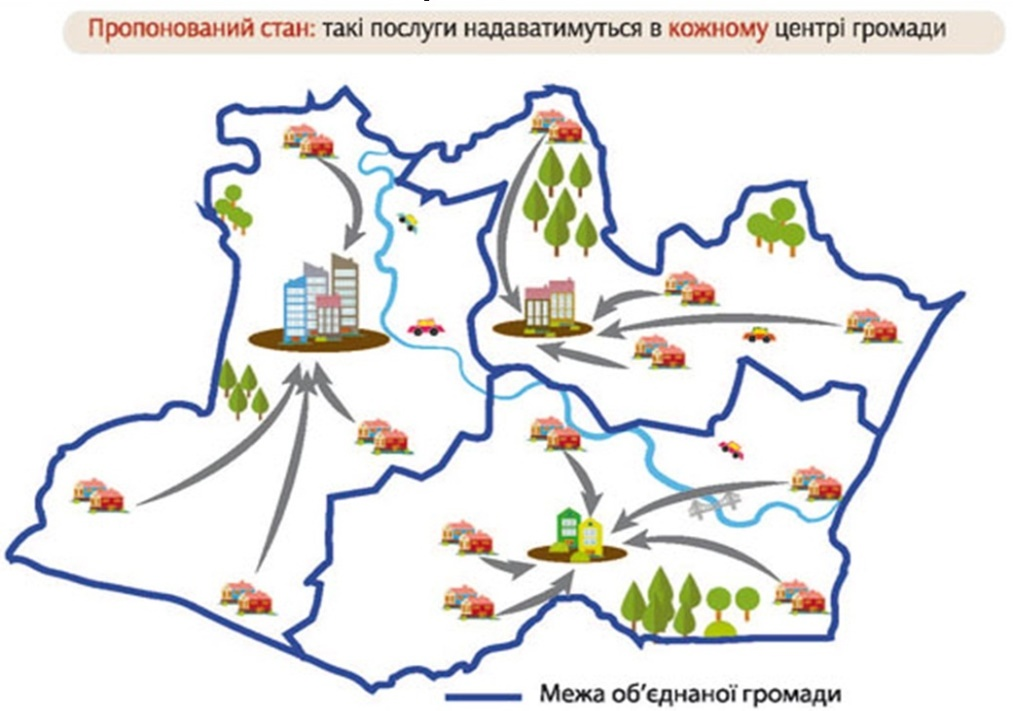 Пропонований стан: такі послуги надаватимуться в кожному центрі громади
Межа об’єднаної громади